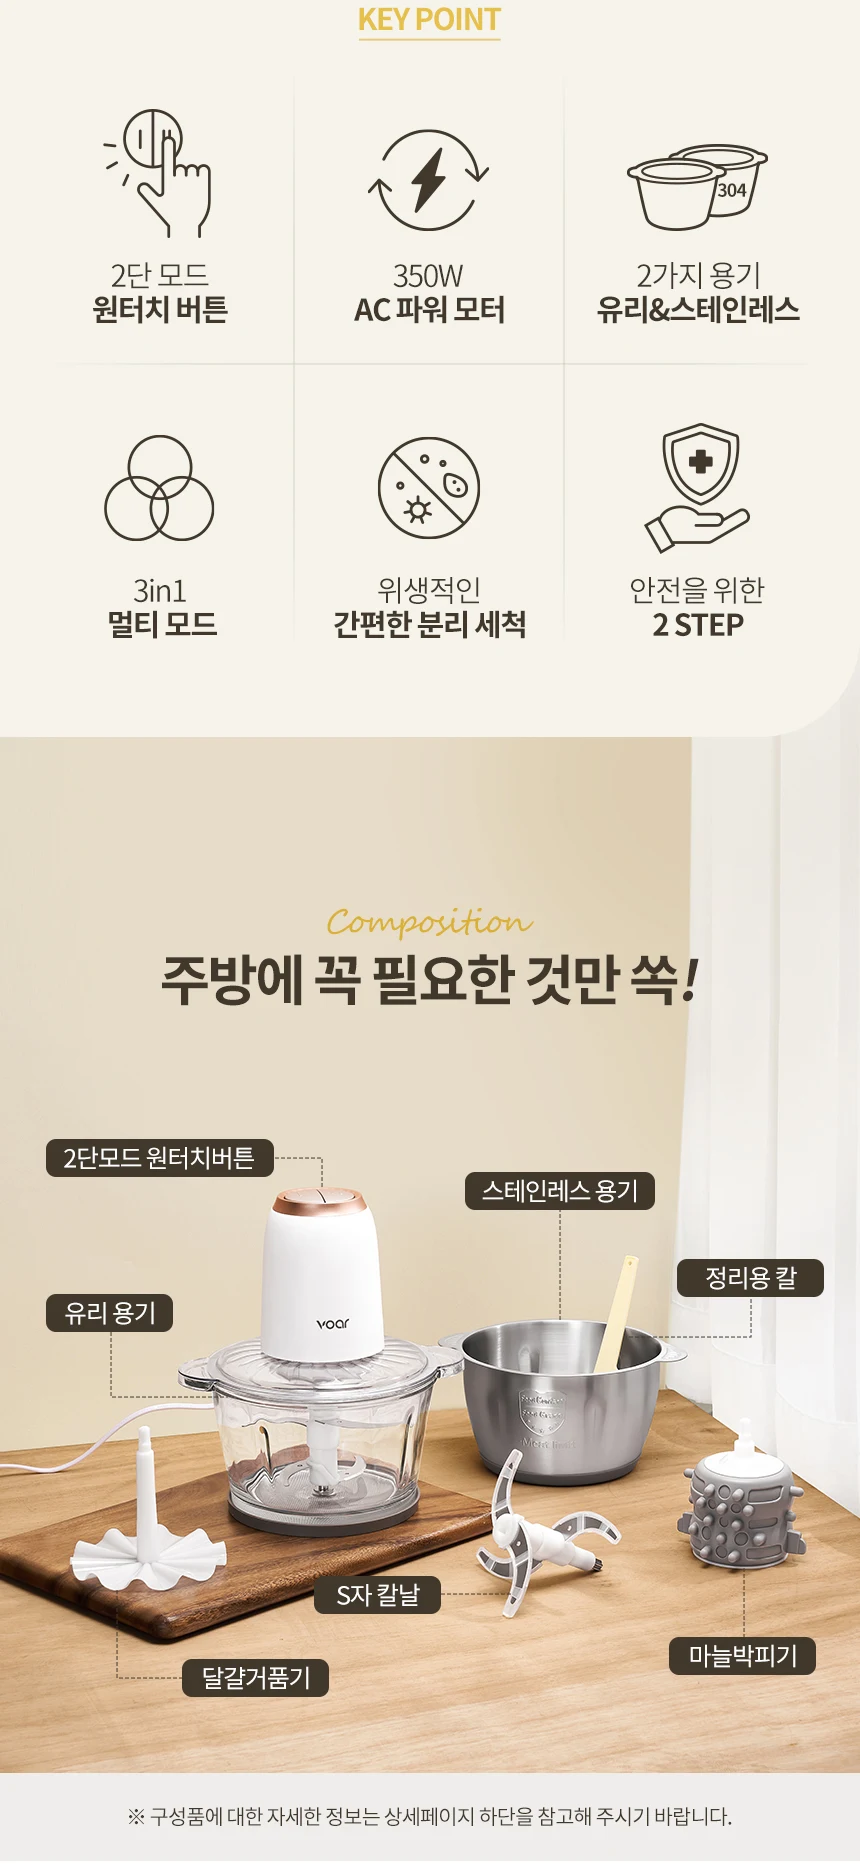 KEY POINT
2단 모드
원터치 버튼
350W
AC 파워 모터
304
2가지 용기
유리&스테인레스
3in1
멀티 모드
위생적인
간편한 분리 세척
안전을 위한
2 STEP
Composition
주방에 꼭 필요한 것만 쏙!
2단모드 원터치버튼
스테인레스 용기
정리용 칼
유리 용기
voar
S자 칼날
마늘박피기
달걀거품기
※ 구성품에 대한 자세한 정보는 상세페이지 하단을 참고해 주시기 바랍니다.